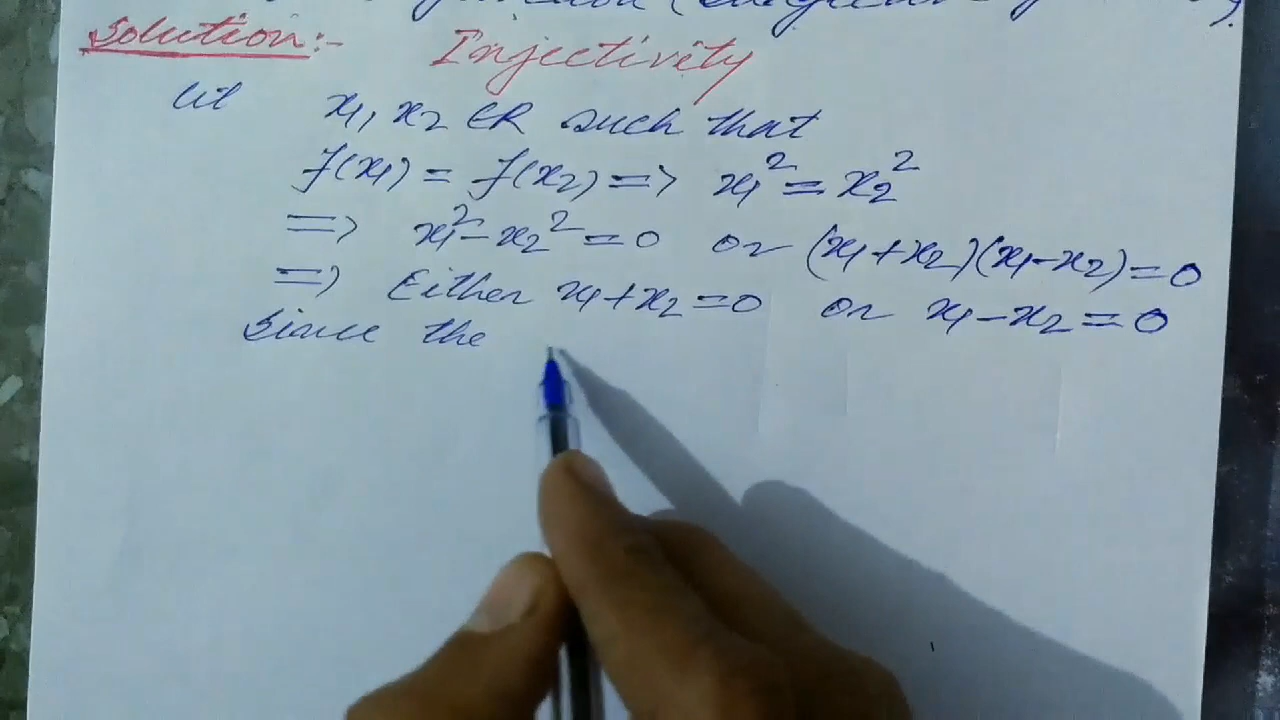 Solution:- Injectivity
let x₁, x₂ ∈ R such that
f(x₁) = f(x₂) => x₁² = x₂²
=> x₁² - x₂² = 0 or (x₁+x₂)(x₁-x₂)=0
=> Either x₁+x₂=0 or x₁-x₂=0
Since the